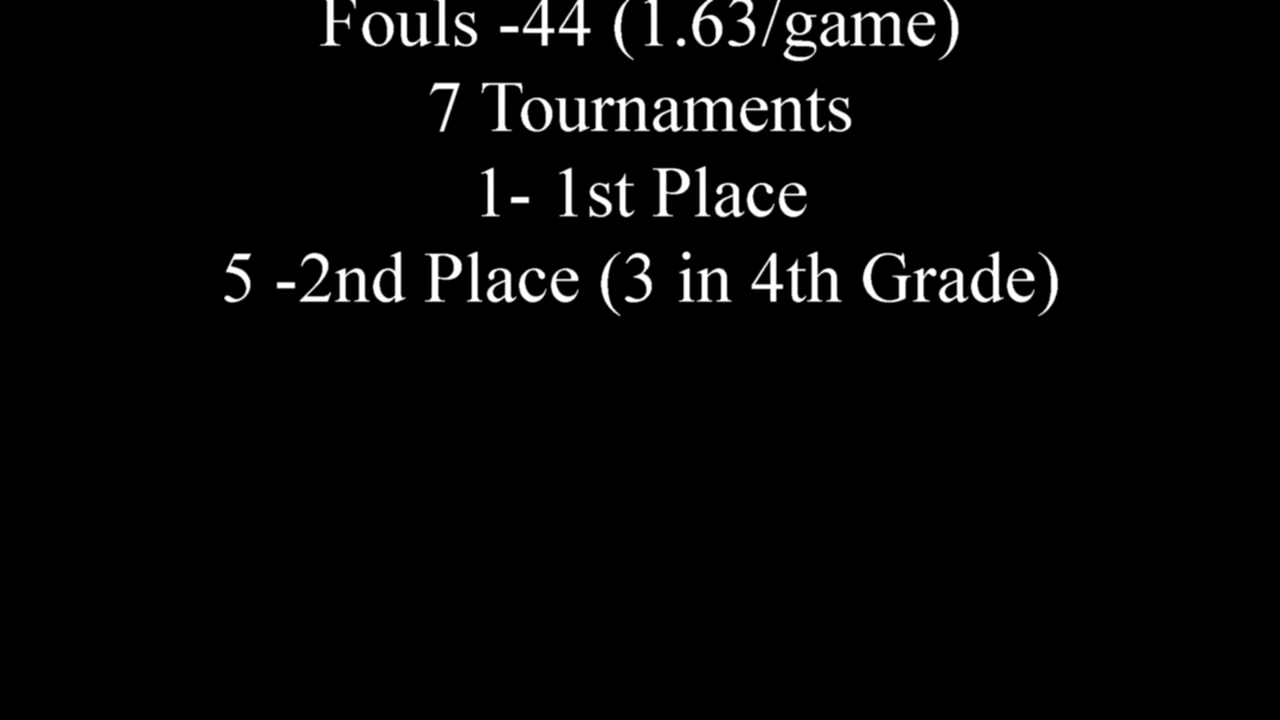 Fouls -44 (1.63/game)
7 Tournaments
1- 1st Place
5 -2nd Place (3 in 4th Grade)